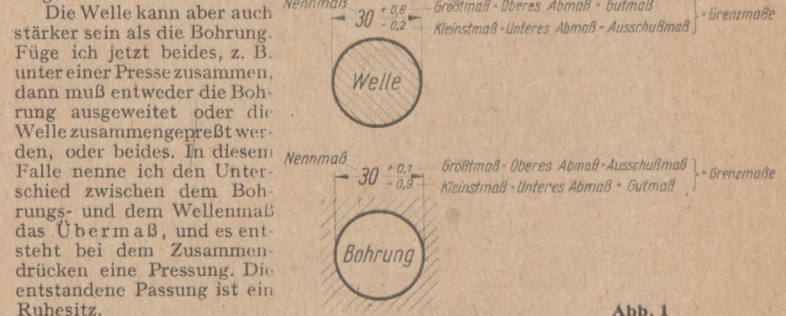 Die Welle kann aber auch
stärker sein als die Bohrung.
Füge ich jetzt beides, z. B.
unter einer Presse zusammen,
dann muß entweder die Boh-
rung ausgeweitet oder die
Welle zusammengepreßt wer-
den, oder beides. In diesem
Falle nenne ich den Unter-
schied zwischen dem Boh-
rungs- und dem Wellenmaß
das Übermaß, und es ent-
steht bei dem Zusammen-
drücken eine Pressung. Die
entstandene Passung ist ein
Ruhesitz.
Nennmaß
30 +0,8 -0,2
Größtmaß - Oberes Abmaß - Gutmaß
Kleinstmaß - Unteres Abmaß - Ausschußmaß
Grenzmaße
Welle
Nennmaß
30 +0,1 -0,9
Größtmaß - Oberes Abmaß - Ausschußmaß
Kleinstmaß - Unteres Abmaß - Gutmaß
Grenzmaße
Bohrung
Abb. 1